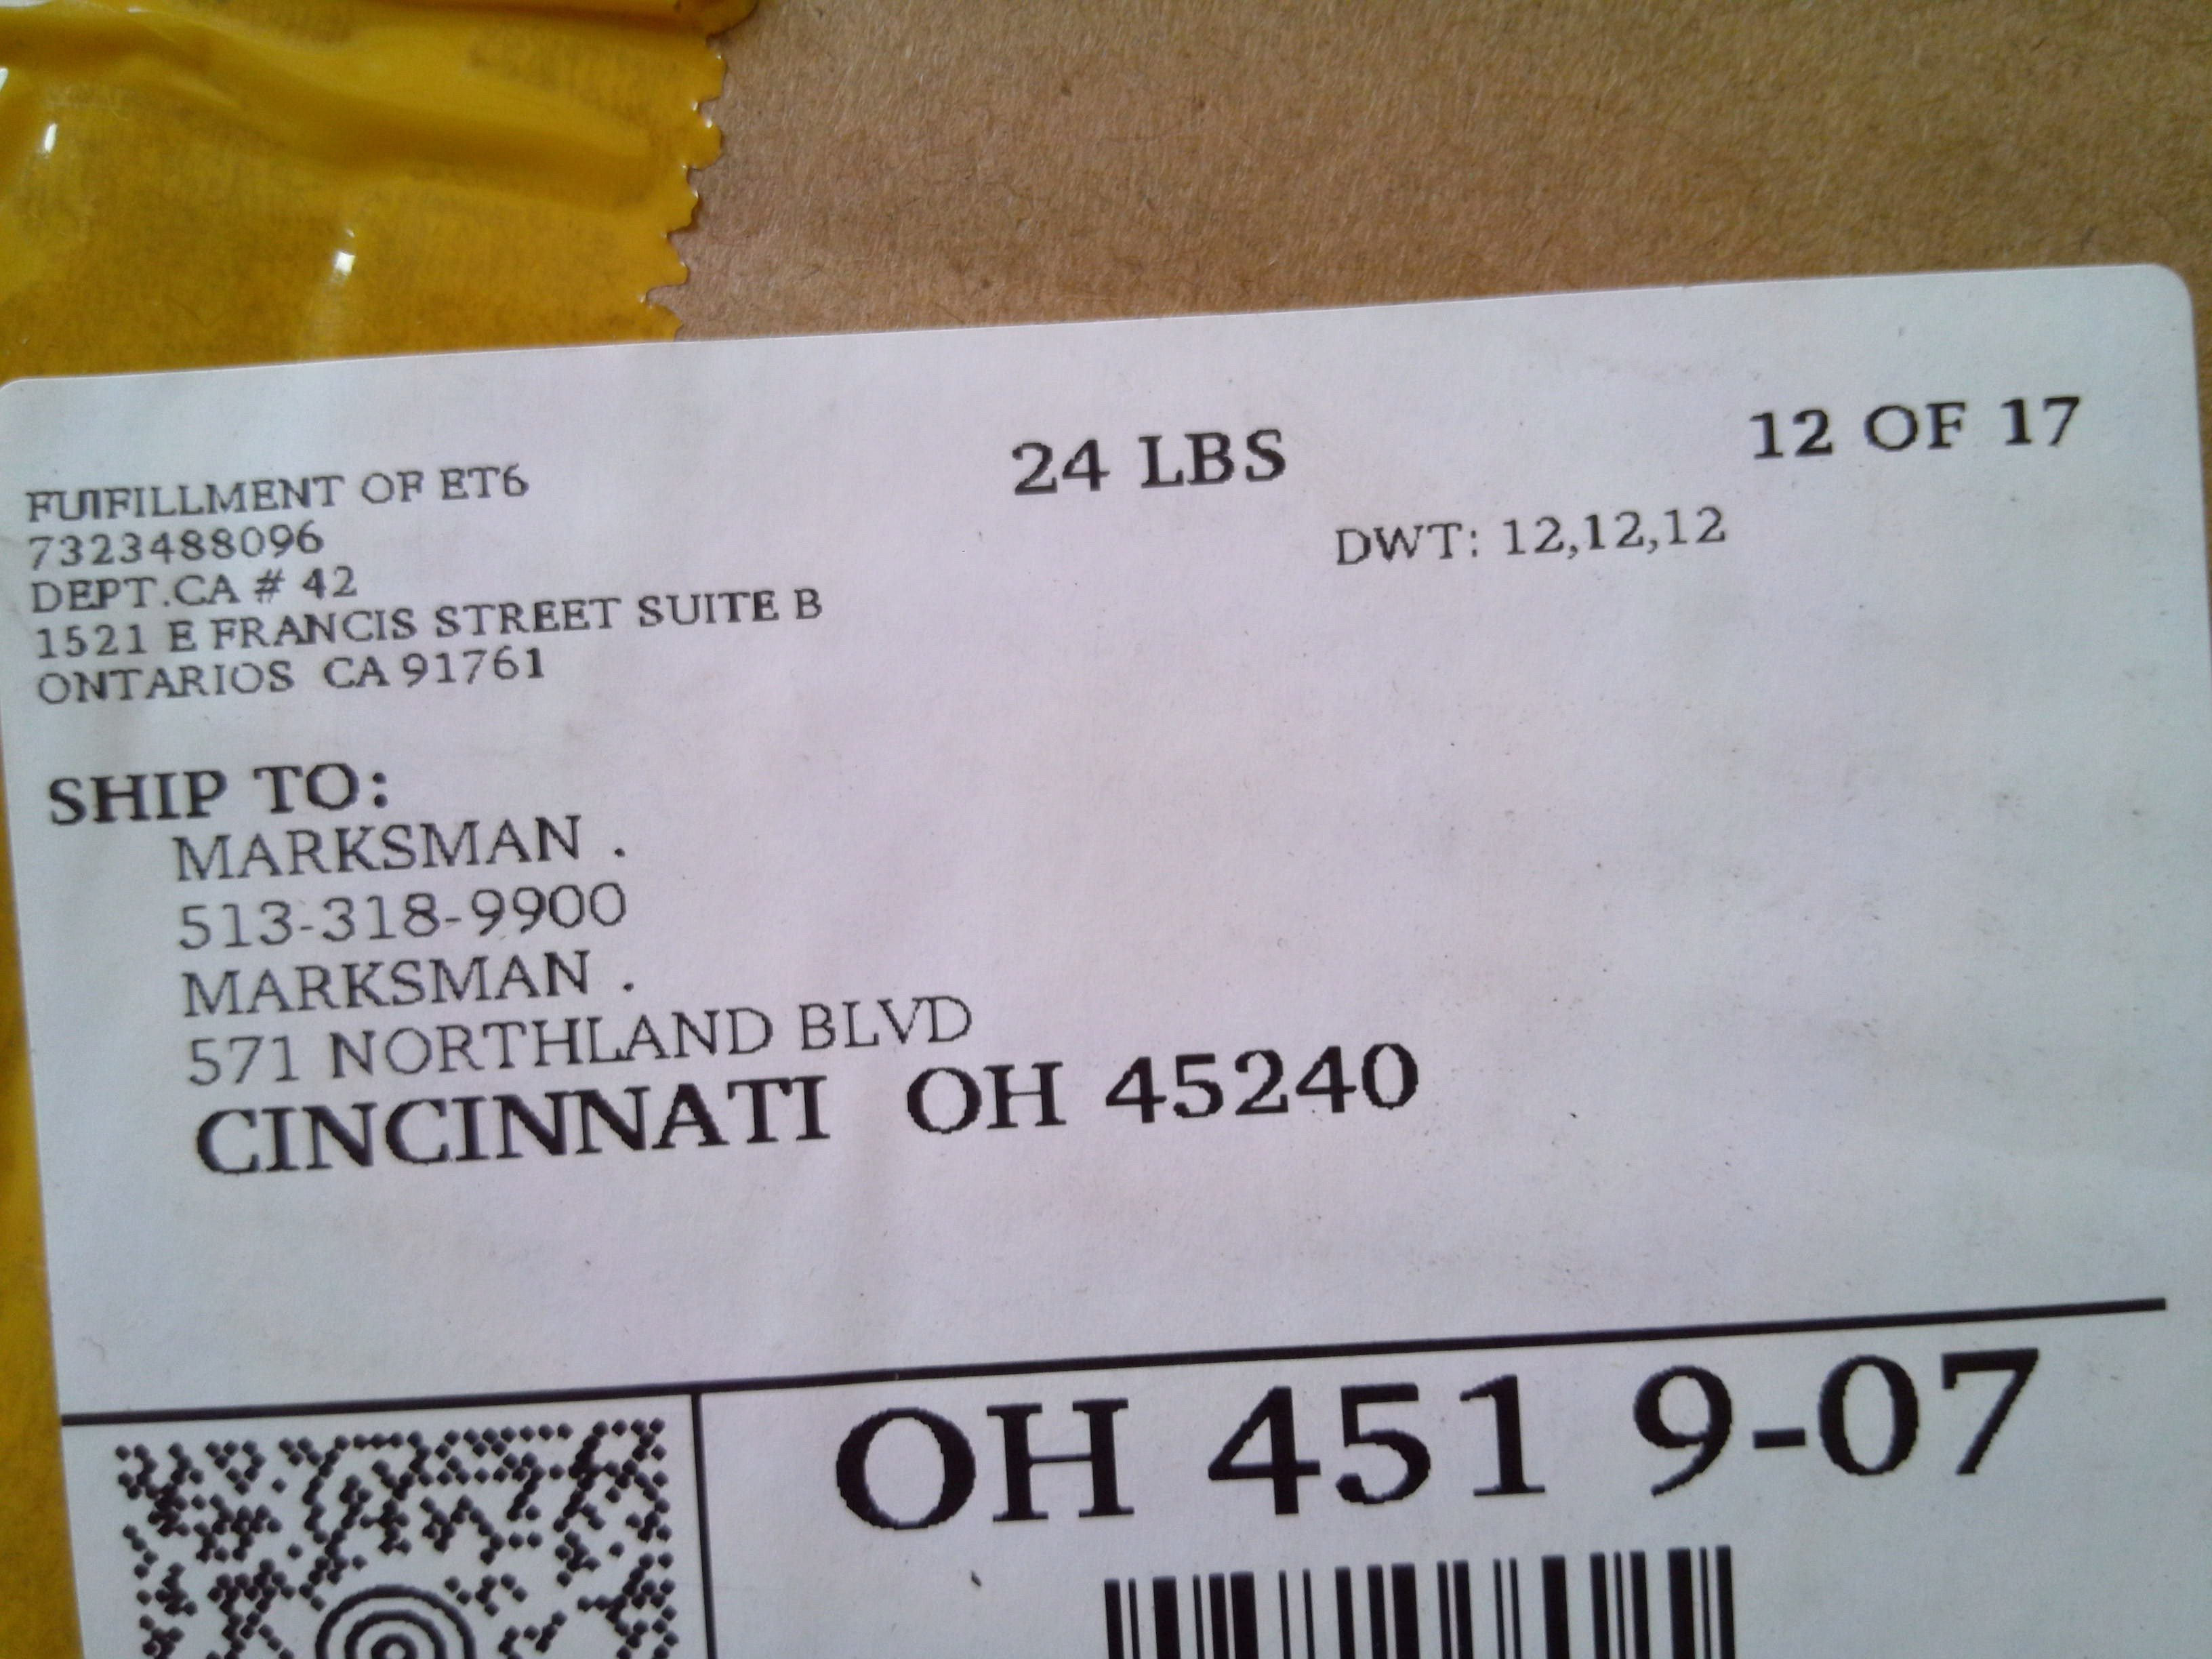 FUIFILLMENT OF ET6
7323488096
DEPT.CA # 42
1521 E FRANCIS STREET SUITE B
ONTARIOS CA 91761
24 LBS
12 OF 17
DWT: 12,12,12
SHIP TO:
MARKSMAN .
513-318-9900
MARKSMAN .
571 NORTHLAND BLVD
CINCINNATI OH 45240
OH 451 9-07